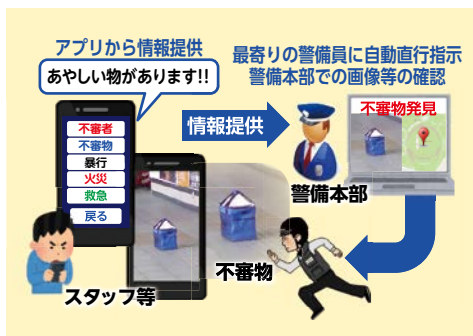 アプリから情報提供
あやしい物があります!!
最寄りの警備員に自動直行指示
警備本部での画像等の確認
不審者
不審物
暴行
火災
救急
戻る
情報提供
不審物発見
警備本部
不審物
スタッフ等